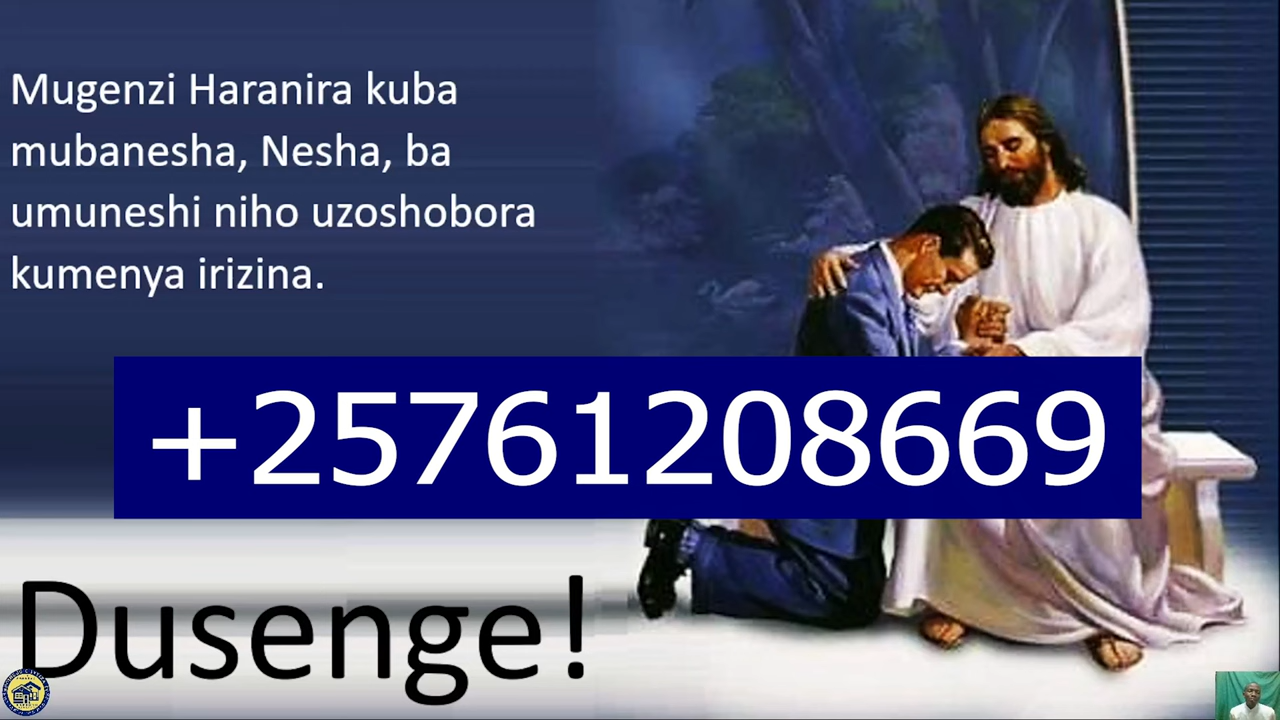 Mugenzi Haranira kuba
mubanesha, Nesha, ba
umuneshi niho uzoshobora
kumenya irizina.
+25761208669
Dusenge!